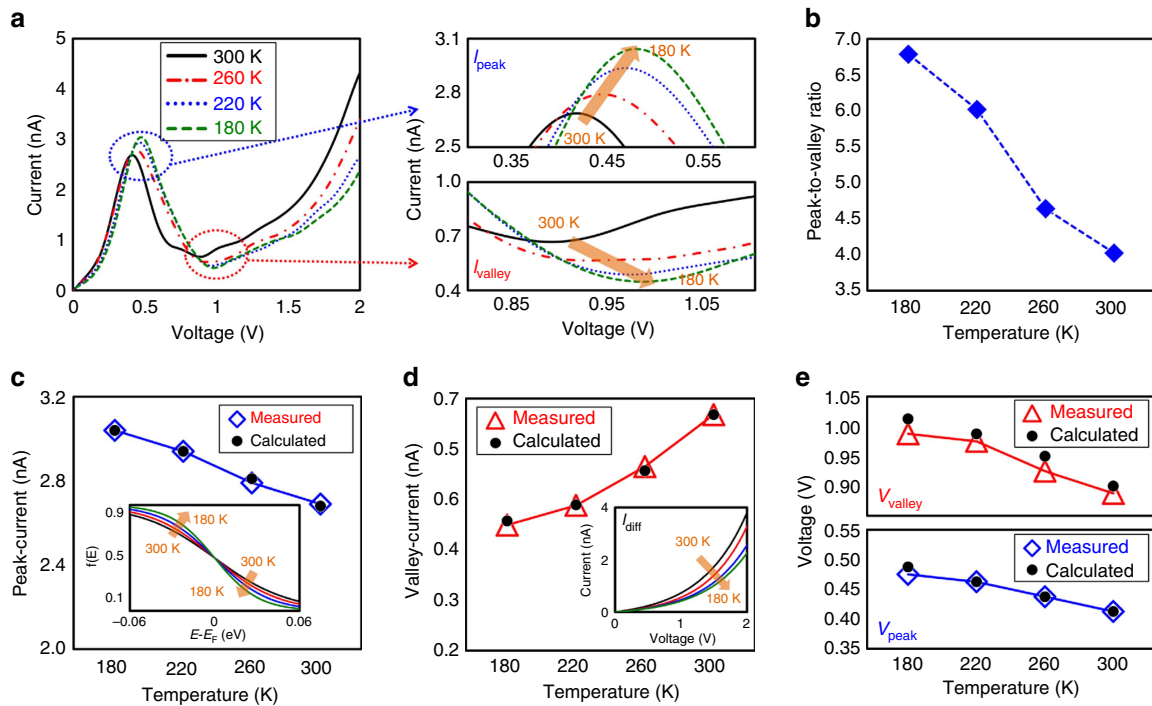 a
Current (nA)
5
4
3
2
1
0
0
0.5
1
1.5
2
Voltage (V)
300 K
260 K
220 K
180 K
Current (nA)
3.1
2.8
2.5
Ipeak
180 K
300 K
0.35
0.45
0.55
1.0
0.7
0.4
300 K
Ivalley
180 K
0.85
0.95
1.05
Voltage (V)
b
Peak-to-valley ratio
7.0
6.5
6.0
5.5
5.0
4.5
4.0
3.5
180
220
260
300
Temperature (K)
c
Peak-current (nA)
3.2
2.8
2.4
2.0
Measured
Calculated
f(E)
0.9
0.5
0.1
180 K
300 K
300 K
180 K
−0.06
0
0.06
E-EF (eV)
180
220
260
300
Temperature (K)
d
Valley-current (nA)
0.7
0.5
0.6
0.4
0.3
0.2
Measured
Calculated
Current (nA)
4
2
0
Idiff
300 K
180 K
0
1
2
Voltage (V)
180
220
260
300
Temperature (K)
e
Voltage (V)
1.05
1.00
0.95
0.90
Measured
Calculated
Vvalley
0.55
0.50
0.45
0.40
0.35
Measured
Calculated
Vpeak
180
220
260
300
Temperature (K)